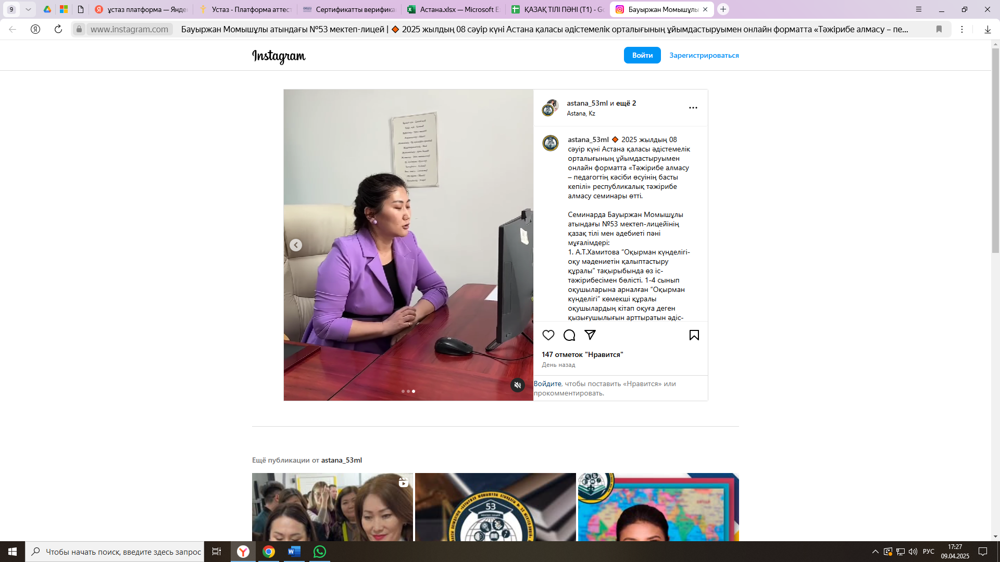 9
ұстаз платформа — Яндек
Устаз - Платформа аттест
Сертификатты верифика
Астана.xlsx — Microsoft E
ҚАЗАҚ ТІЛІ ПӘНІ (Т1) - Go
Бауыржан Момышұлы
www.instagram.com
Бауыржан Момышұлы атындағы №53 мектеп-лицей | 🔸 2025 жылдың 08 сәуір күні Астана қаласы әдістемелік орталығының ұйымдастыруымен онлайн форматта «Тәжірибе алмасу – пе...
Instagram
Войти
Зарегистрироваться
astana_53ml и ещё 2
Astana, Kz
astana_53ml 🔸 2025 жылдың 08
сәуір күні Астана қаласы әдістемелік
орталығының ұйымдастыруымен
онлайн форматта «Тәжірибе алмасу
– педагогтің кәсіби өсуінің басты
кепілі» республикалық тәжірибе
алмасу семинары өтті.
Семинарда Бауыржан Момышұлы
атындағы №53 мектеп-лицейінің
қазақ тілі мен әдебиеті пәні
мұғалімдері:
1. А.Т.Хамитова “Оқырман күнделігі-
оқу мәдениетін қалыптастыру
құралы” тақырыбында өз іс-
тәжірибесімен бөлісті. 1-4 сынып
оқушыларына арналған “Оқырман
күнделігі” көмекші құралы
оқушылардың кітап оқуға деген
қызығушылығын арттыратын әдіс-
147 отметок "Нравится"
День назад
Войдите, чтобы поставить «Нравится» или
прокомментировать.
Ещё публикации от astana_53ml
53
Чтобы начать поиск, введите здесь запрос
РУС
17:27
09.04.2025